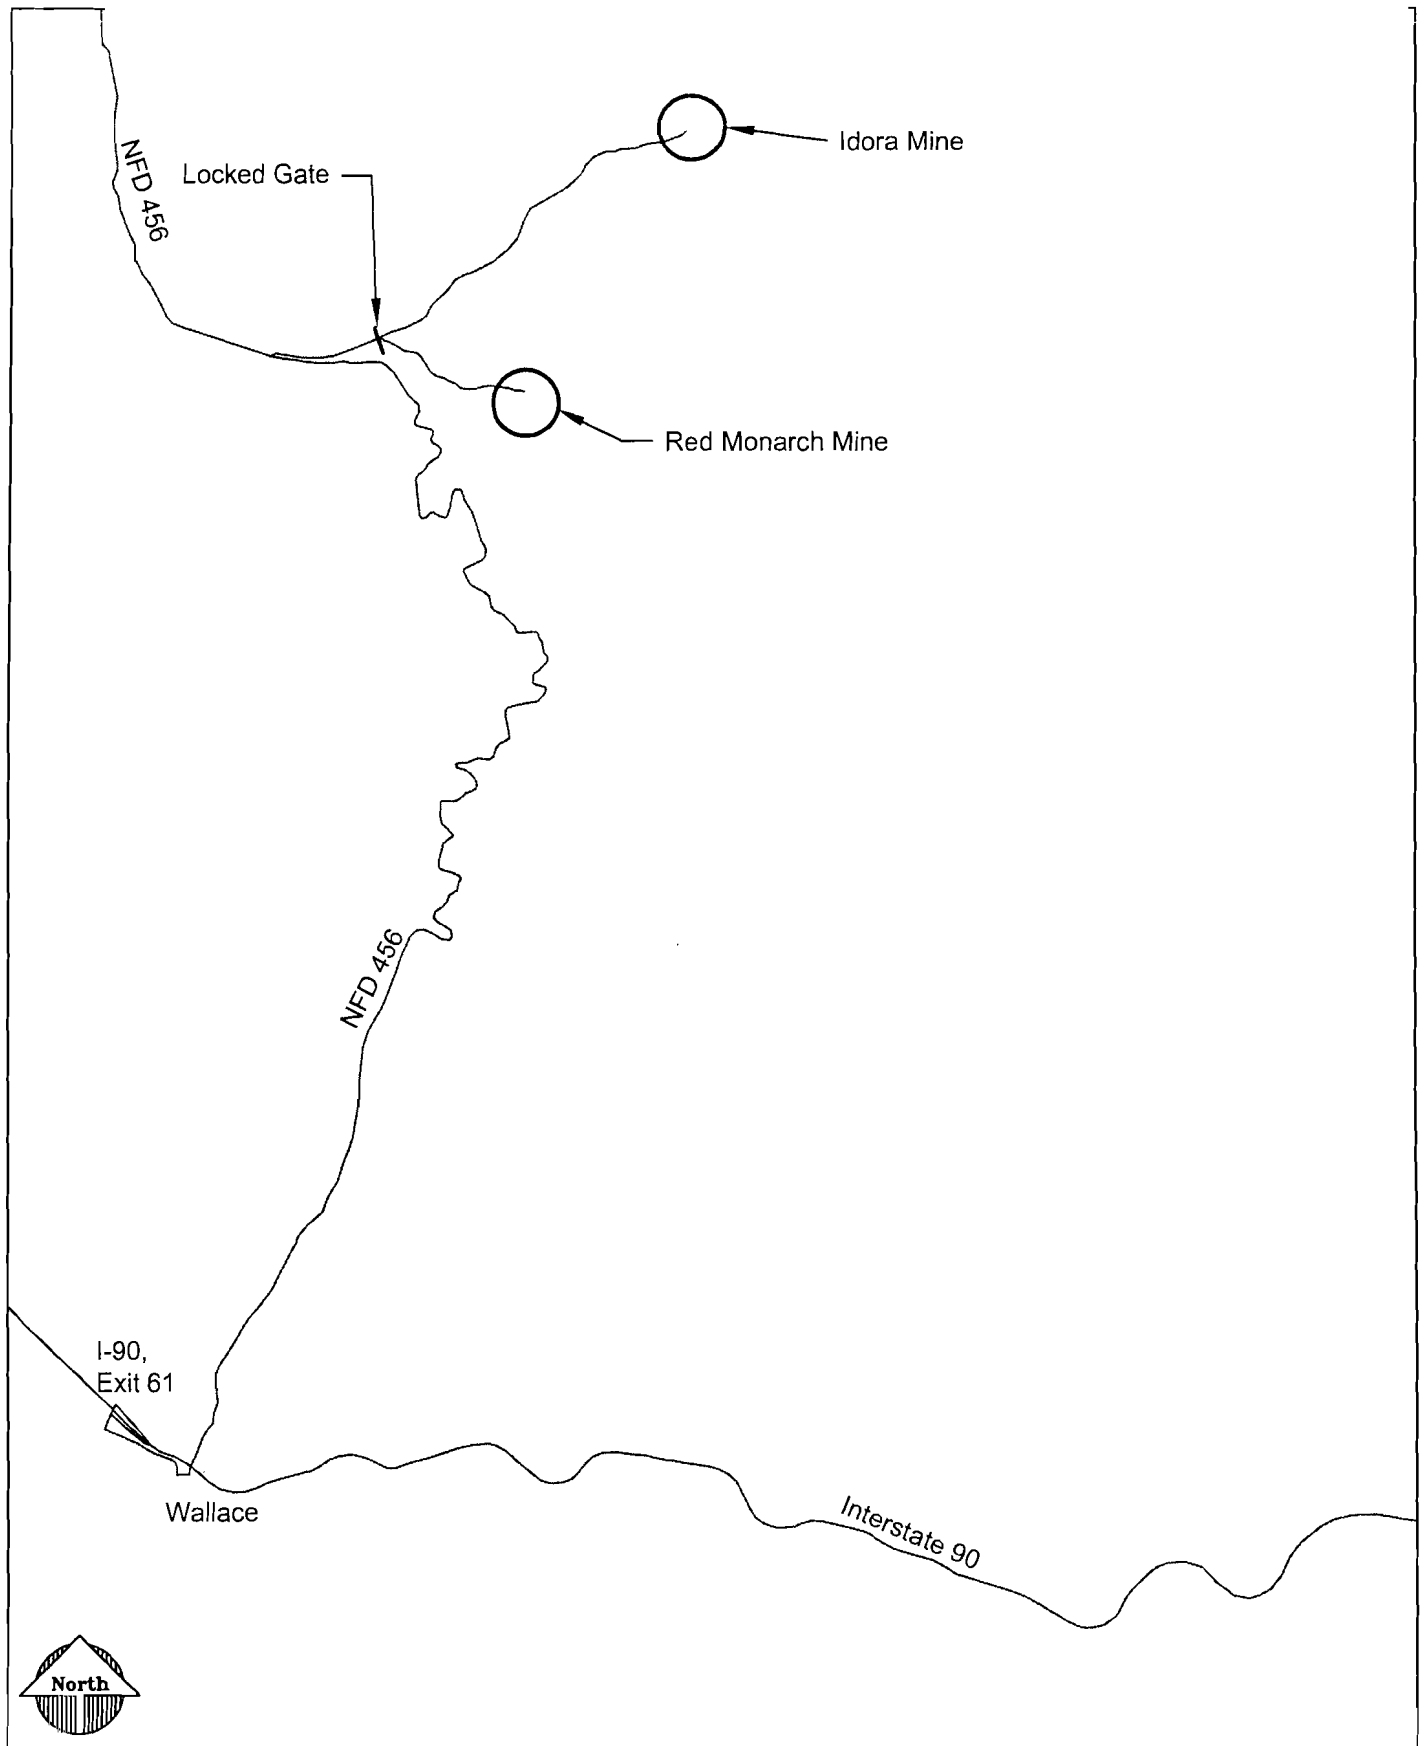 Idora Mine
Locked Gate
NFD 456
Red Monarch Mine
NFD 456
I-90,
Exit 61
Wallace
Interstate 90
North